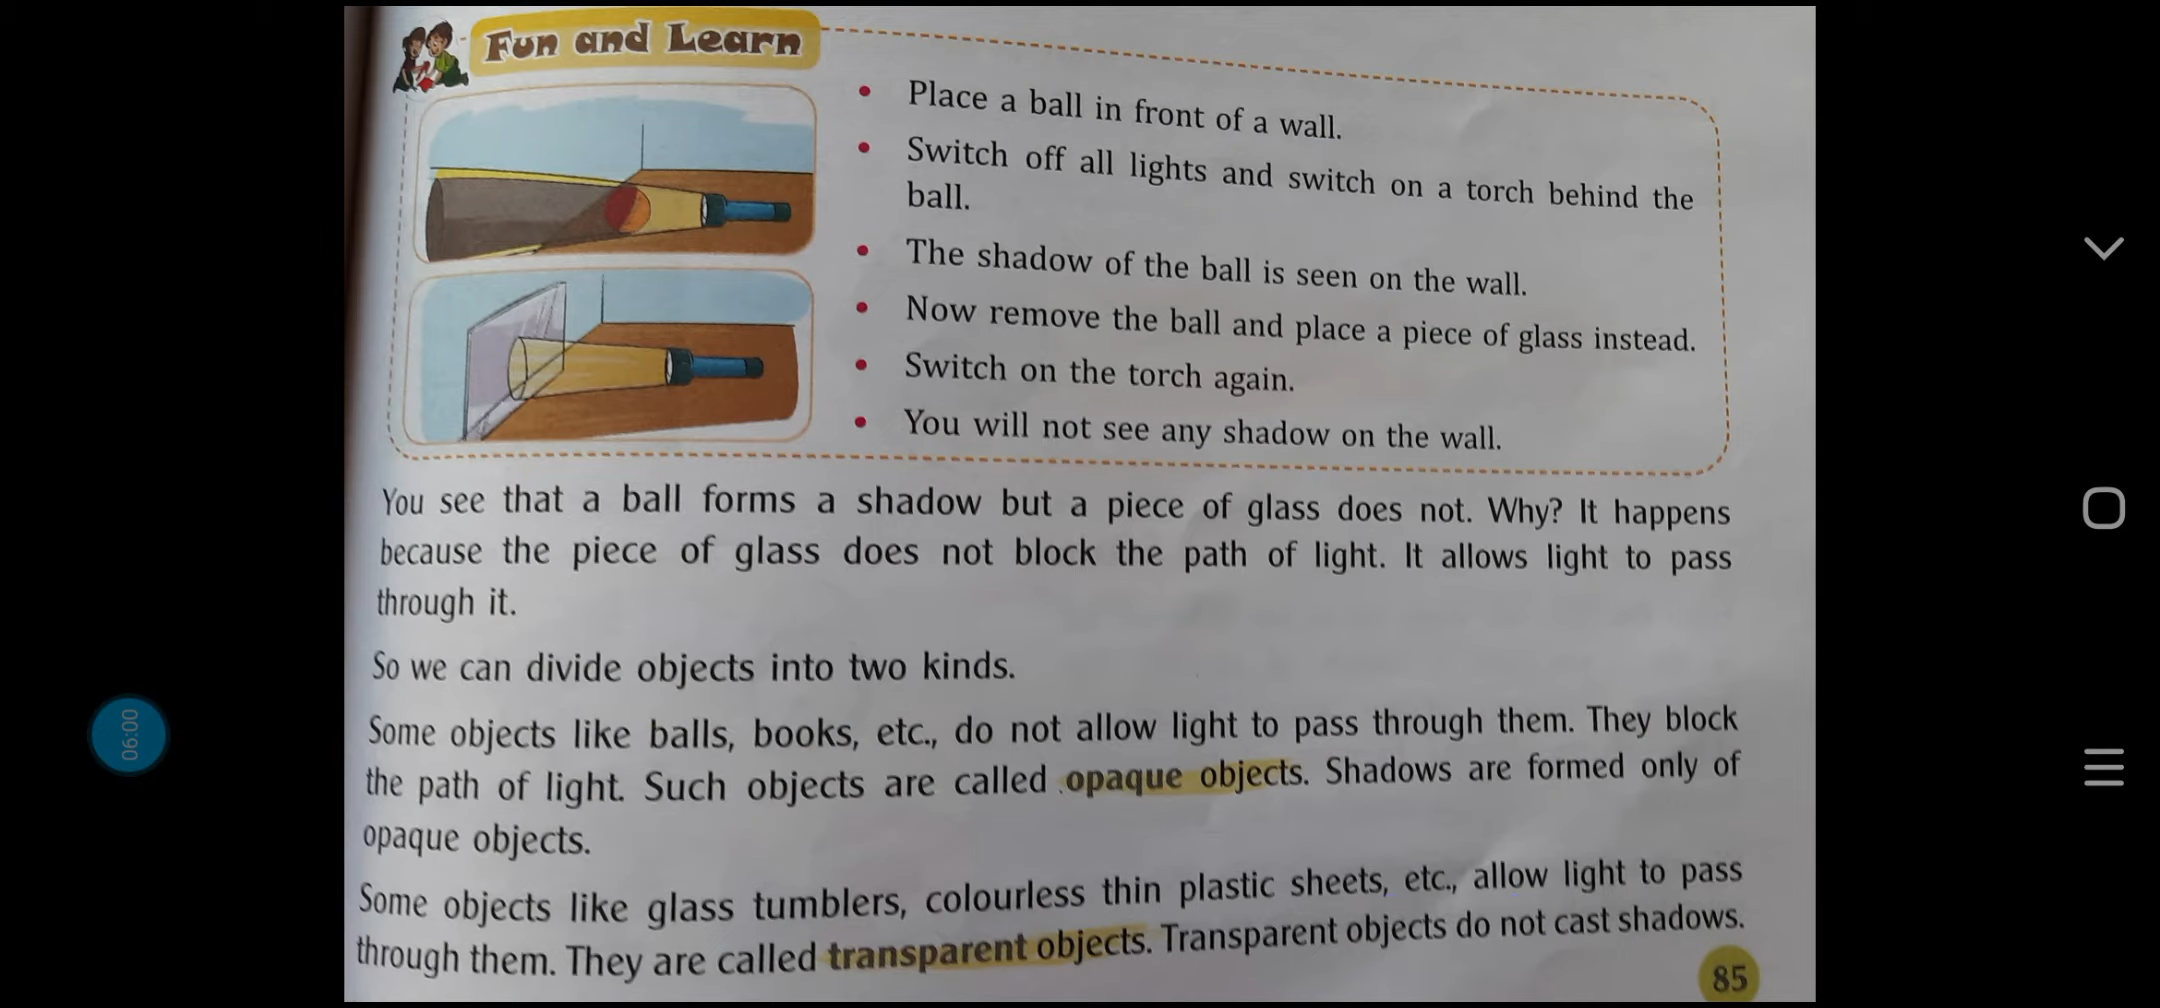 Fun and Learn
• Place a ball in front of a wall.
• Switch off all lights and switch on a torch behind the
ball.
• The shadow of the ball is seen on the wall.
• Now remove the ball and place a piece of glass instead.
• Switch on the torch again.
• You will not see any shadow on the wall.
You see that a ball forms a shadow but a piece of glass does not. Why? It happens
because the piece of glass does not block the path of light. It allows light to pass
through it.
So we can divide objects into two kinds.
Some objects like balls, books, etc., do not allow light to pass through them. They block
the path of light. Such objects are called opaque objects. Shadows are formed only of
opaque objects.
Some objects like glass tumblers, colourless thin plastic sheets, etc., allow light to pass
through them. They are called transparent objects. Transparent objects do not cast shadows.
85
06:00